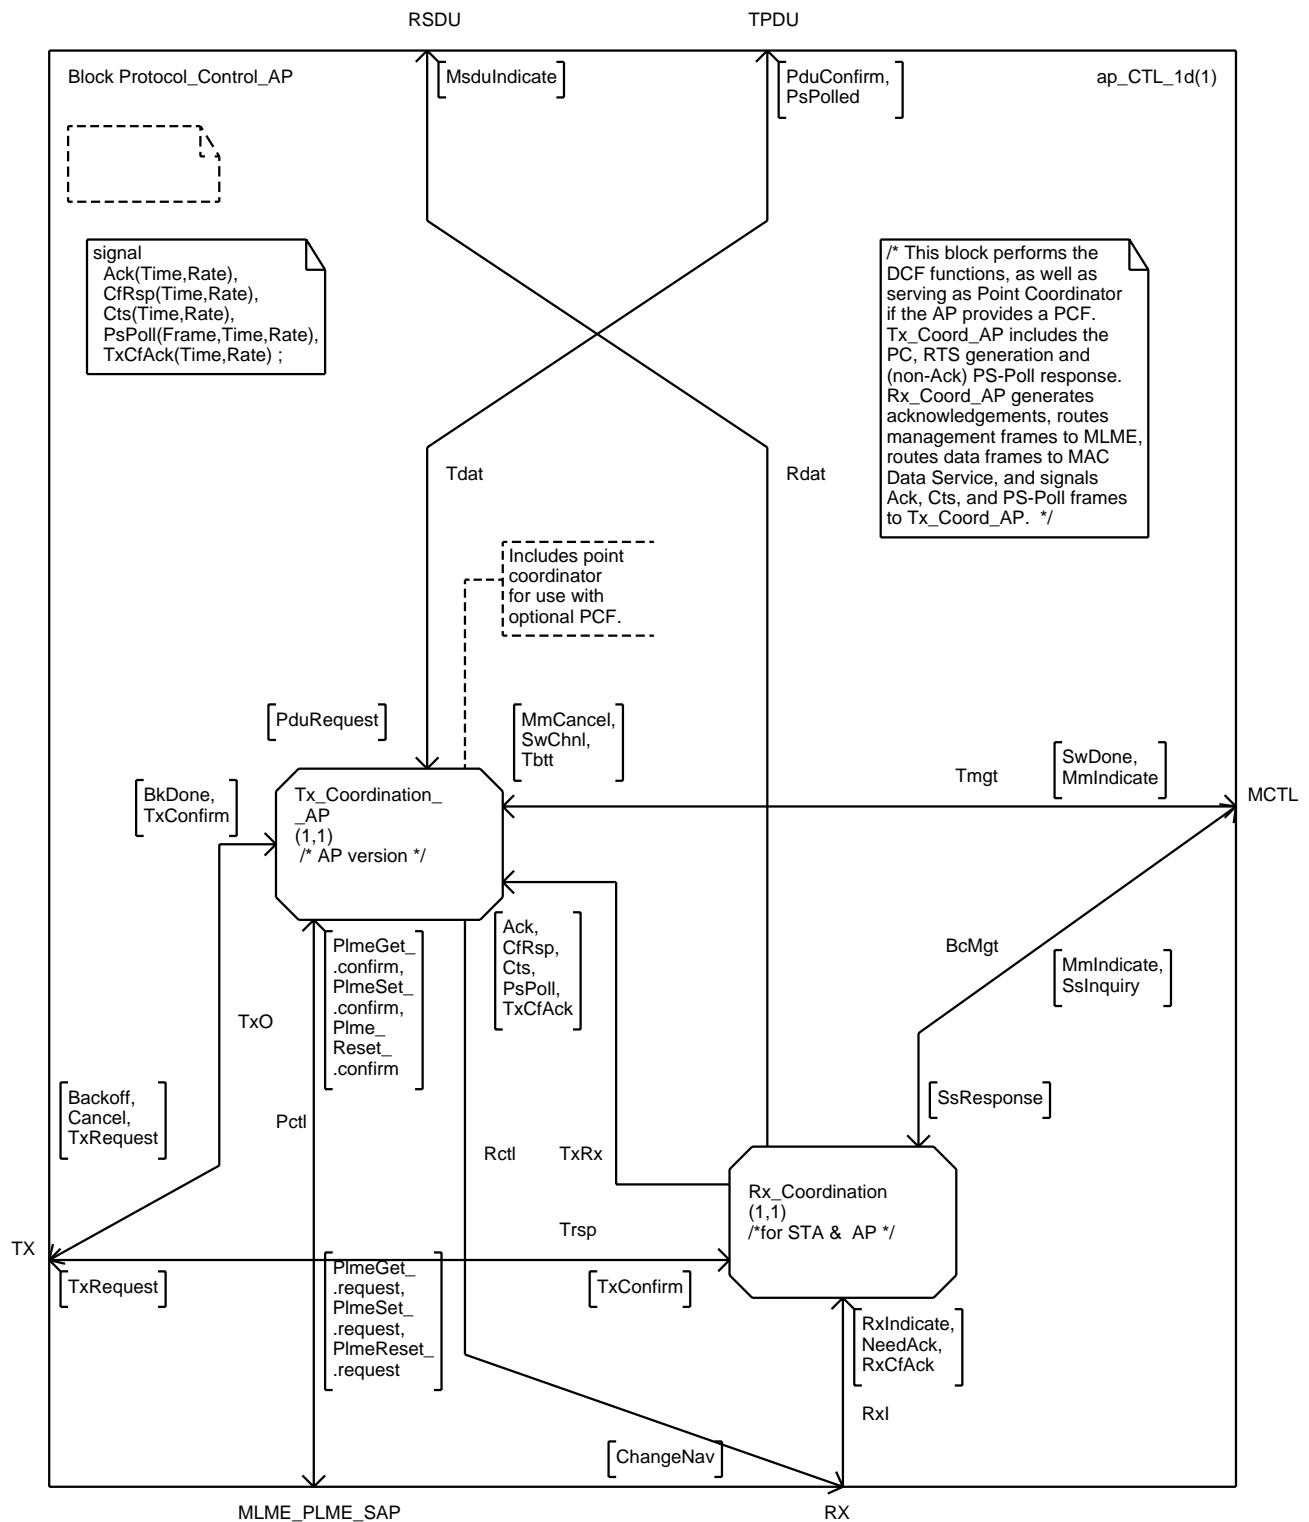 RSDU
TPDU
Block Protocol_Control_AP
MsduIndicate
PduConfirm,
PsPolled
ap_CTL_1d(1)
signal
Ack(Time,Rate),
CfRsp(Time,Rate),
Cts(Time,Rate),
PsPoll(Frame,Time,Rate),
TxCfAck(Time,Rate) ;
/* This block performs the
DCF functions, as well as
serving as Point Coordinator
if the AP provides a PCF.
Tx_Coord_AP includes the
PC, RTS generation and
(non-Ack) PS-Poll response.
Rx_Coord_AP generates
acknowledgements, routes
management frames to MLME,
routes data frames to MAC
Data Service, and signals
Ack, Cts, and PS-Poll frames
to Tx_Coord_AP.  */
Tdat
Rdat
Includes point
coordinator
for use with
optional PCF.
PduRequest
MmCancel,
SwChnl,
Tbtt
Tmgt
SwDone,
MmIndicate
MCTL
BkDone,
TxConfirm
Tx_Coordination_
_AP
(1,1)
/* AP version */
PlmeGet_
.confirm,
PlmeSet_
.confirm,
Plme_
Reset_
.confirm
Ack,
CfRsp,
Cts,
PsPoll,
TxCfAck
BcMgt
MmIndicate,
SsInquiry
TxO
Backoff,
Cancel,
TxRequest
Pctl
Rctl
TxRx
SsResponse
Rx_Coordination
(1,1)
/*for STA &  AP */
Trsp
TX
TxRequest
PlmeGet_
.request,
PlmeSet_
.request,
PlmeReset_
.request
TxConfirm
RxIndicate,
NeedAck,
RxCfAck
RxI
ChangeNav
MLME_PLME_SAP
RX